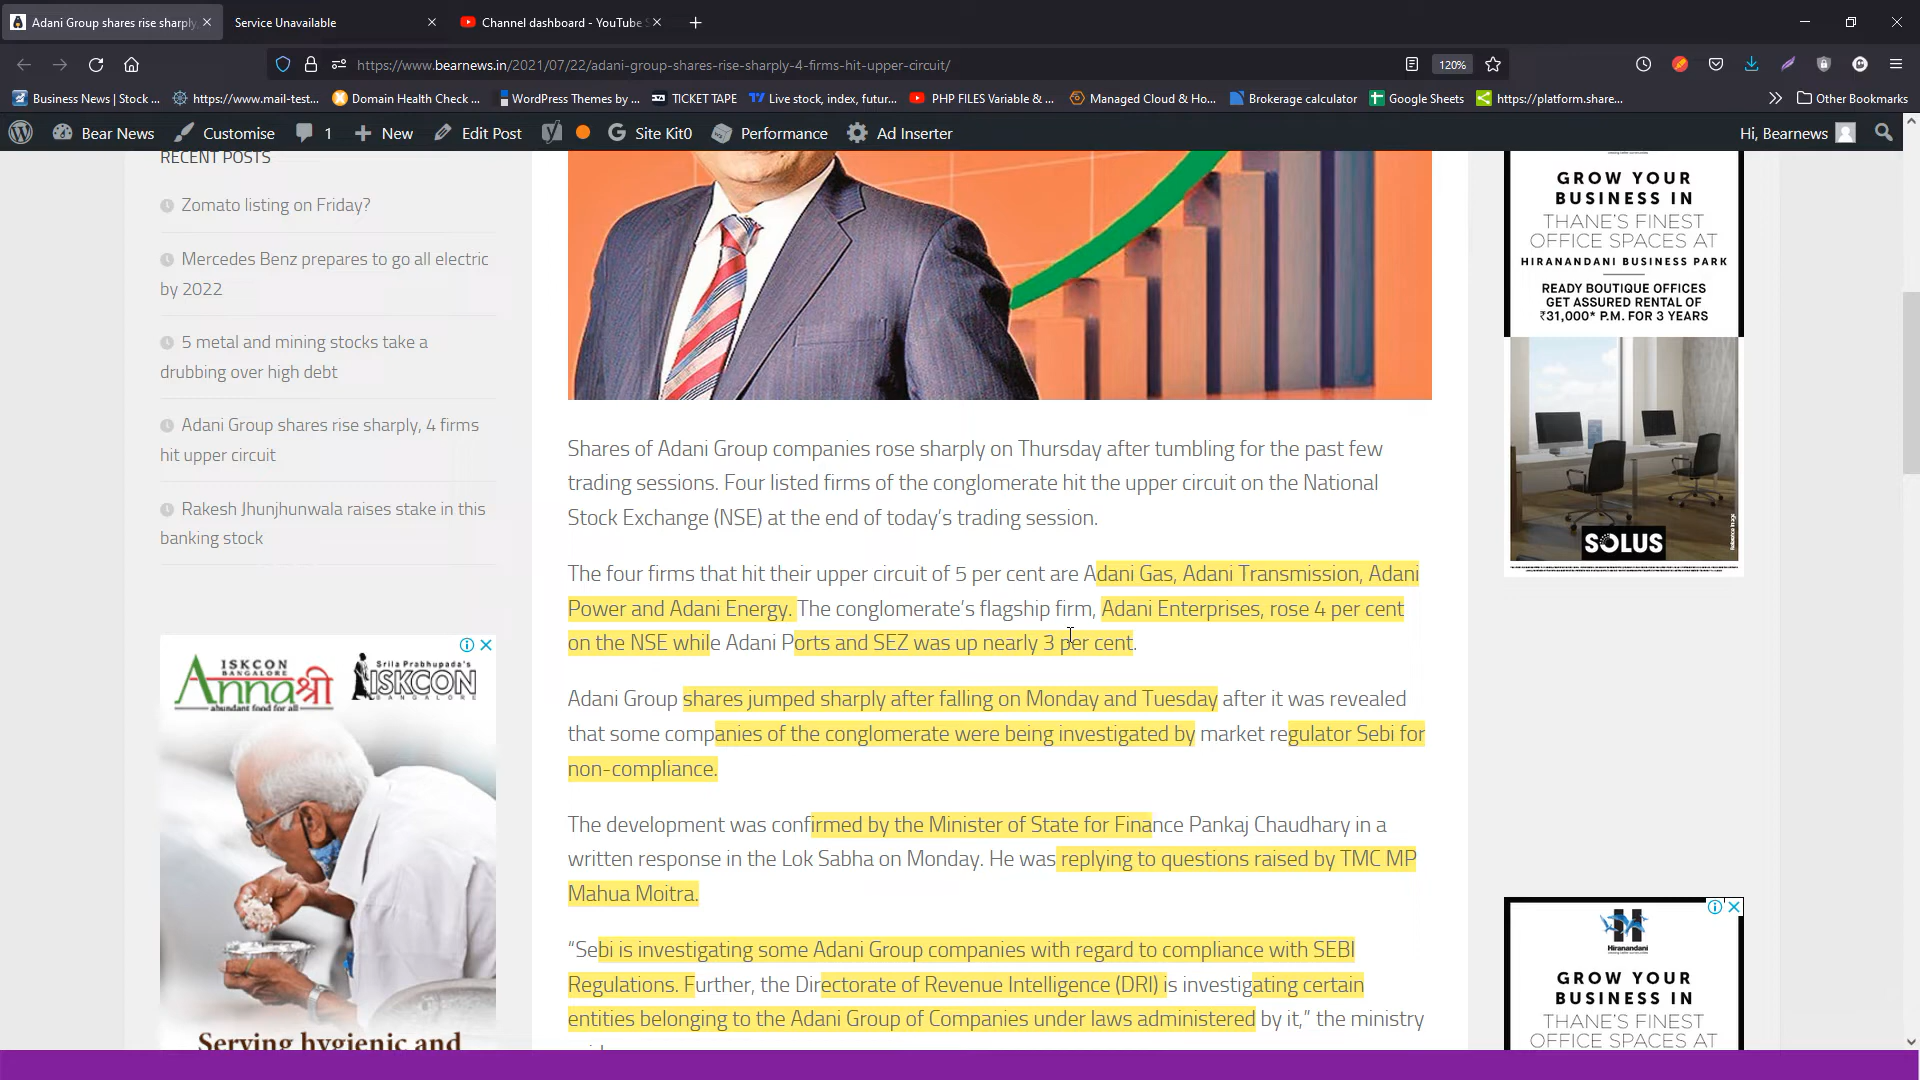 Adani Group shares rise sharply
Service Unavailable
Channel dashboard - YouTube S
https://www.bearnews.in/2021/07/22/adani-group-shares-rise-sharply-4-firms-hit-upper-circuit/
120%
Business News | Stock ...
https://www.mail-test...
Domain Health Check ...
WordPress Themes by ...
TICKET TAPE
Live stock, index, futur...
PHP FILES Variable & ...
Managed Cloud & Ho...
Brokerage calculator
Google Sheets
https://platform.share...
Other Bookmarks
Bear News
Customise
1
New
Edit Post
Site Kit0
Performance
Ad Inserter
Hi, Bearnews
RECENT POSTS
Zomato listing on Friday?
Mercedes Benz prepares to go all electric
by 2022
5 metal and mining stocks take a
drubbing over high debt
Adani Group shares rise sharply, 4 firms
hit upper circuit
Rakesh Jhunjhunwala raises stake in this
banking stock
ISKCON
BANGALORE
Annaश्री
abundant food for all
Srila Prabhupada's
ISKCON
BANGALORE
Serving hygienic and
Shares of Adani Group companies rose sharply on Thursday after tumbling for the past few
trading sessions. Four listed firms of the conglomerate hit the upper circuit on the National
Stock Exchange (NSE) at the end of today's trading session.
The four firms that hit their upper circuit of 5 per cent are Adani Gas, Adani Transmission, Adani
Power and Adani Energy. The conglomerate's flagship firm, Adani Enterprises, rose 4 per cent
on the NSE while Adani Ports and SEZ was up nearly 3 per cent.
Adani Group shares jumped sharply after falling on Monday and Tuesday after it was revealed
that some companies of the conglomerate were being investigated by market regulator Sebi for
non-compliance.
The development was confirmed by the Minister of State for Finance Pankaj Chaudhary in a
written response in the Lok Sabha on Monday. He was replying to questions raised by TMC MP
Mahua Moitra.
“Sebi is investigating some Adani Group companies with regard to compliance with SEBI
Regulations. Further, the Directorate of Revenue Intelligence (DRI) is investigating certain
entities belonging to the Adani Group of Companies under laws administered by it,” the ministry
GROW YOUR
BUSINESS IN
THANE'S FINEST
OFFICE SPACES AT
HIRANANDANI BUSINESS PARK
READY BOUTIQUE OFFICES
GET ASSURED RENTAL OF
₹31,000* P.M. FOR 3 YEARS
SOLUS
Hiranandani
GROW YOUR
BUSINESS IN
THANE'S FINEST
OFFICE SPACES AT